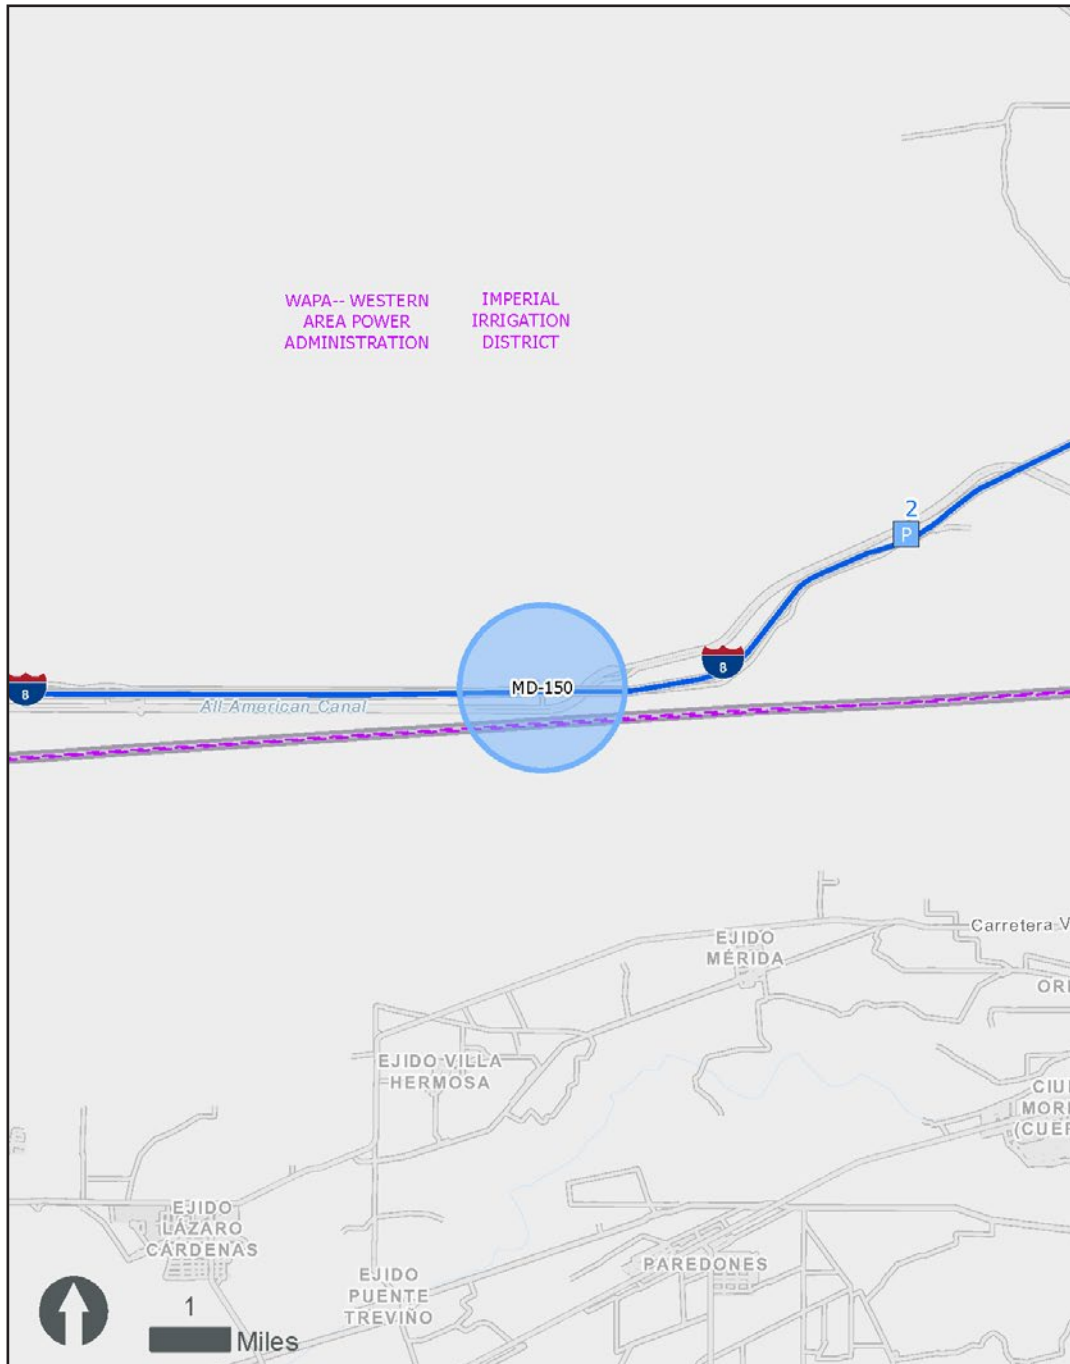 WAPA-- WESTERN
AREA POWER
ADMINISTRATION
IMPERIAL
IRRIGATION
DISTRICT
2
P
8
MD-150
8
All-American Canal
Carretera V
EJIDO
MÉRIDA
EJIDO VILLA
HERMOSA
EJIDO
LÁZARO
CÁRDENAS
EJIDO
PUENTE
TREVIÑO
PAREDONES
1
Miles